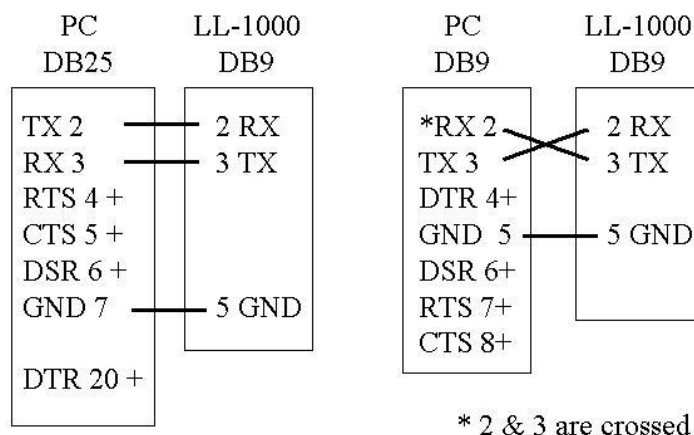 PC LL-1000
DB25 DB9
TX 2 2 RX
RX 3 3 TX
RTS 4 +
CTS 5 +
DSR 6 +
GND 7 5 GND
DTR 20 +
PC LL-1000
DB9 DB9
*RX 2 2 RX
TX 3 3 TX
DTR 4+
GND 5 5 GND
DSR 6+
RTS 7+
CTS 8+
* 2 & 3 are crossed